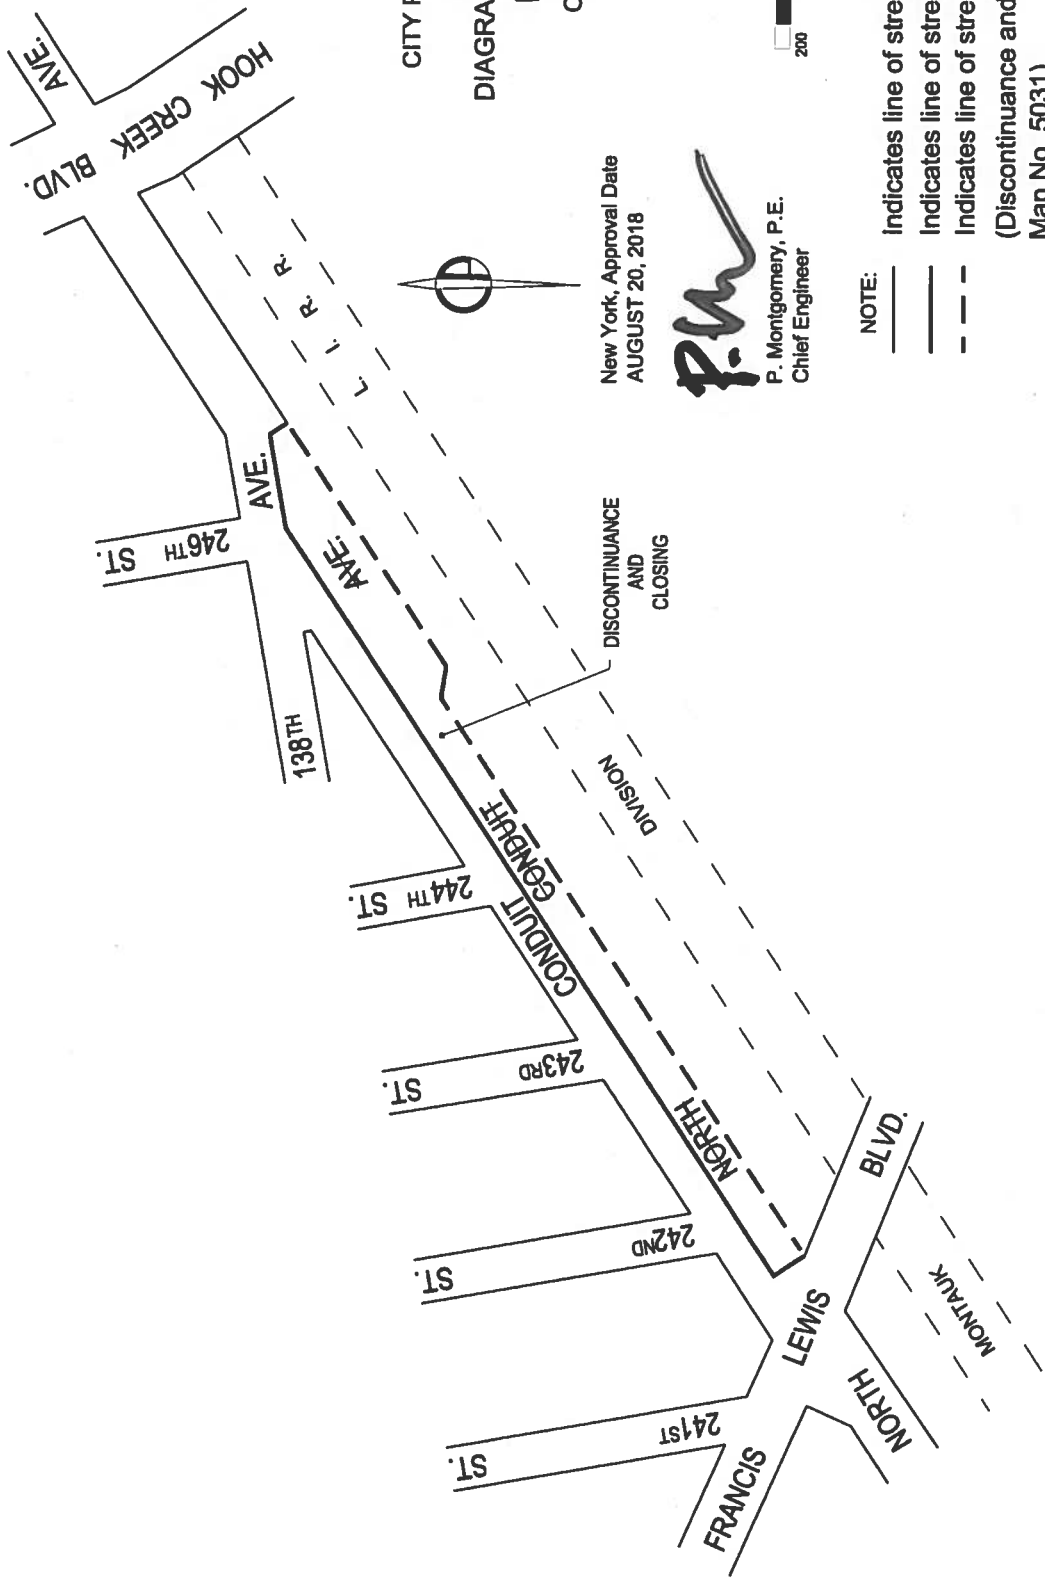 AVE.
HOOK CREEK BLVD.
CITY
DIAGRA
200
L. I. R. R.
New York, Approval Date
AUGUST 20, 2018
P. Montgomery, P.E.
Chief Engineer
NOTE:
Indicates line of stre
Indicates line of stre
Indicates line of stre
(Discontinuance and
Map No. 5031)
246TH ST.
AVE.
AVE.
138TH
DISCONTINUANCE
AND
CLOSING
244TH ST.
CONDUIT
CONDUIT
DIVISION
243RD ST.
NORTH
242ND ST.
BLVD.
LEWIS
MONTAUK
241ST ST.
NORTH
FRANCIS